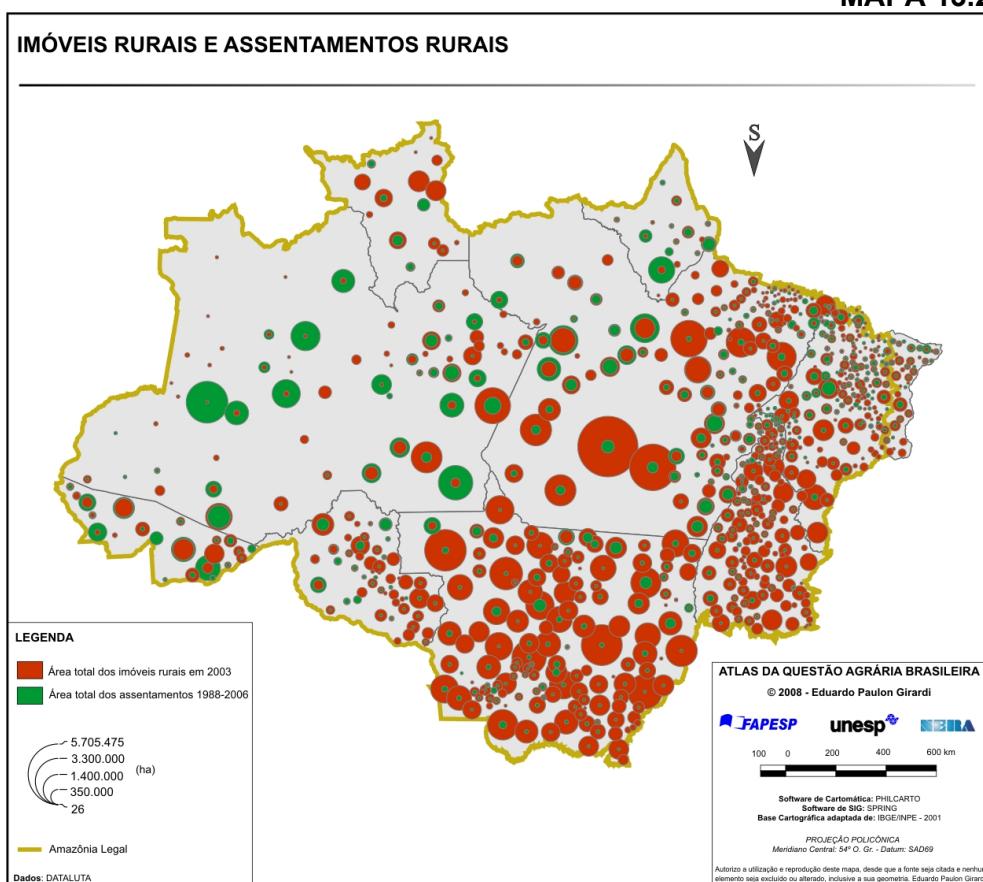 MAPA 13.2
IMÓVEIS RURAIS E ASSENTAMENTOS RURAIS
S
LEGENDA
Área total dos imóveis rurais em 2003
Área total dos assentamentos 1988-2006
5.705.475
3.300.000
1.400.000
350.000
26
(ha)
Amazônia Legal
Dados: DATALUTA
ATLAS DA QUESTÃO AGRÁRIA BRASILEIRA
© 2008 - Eduardo Paulon Girardi
FAPESP unesp NERA
100 0 200 400 600 km
Software de Cartomática: PHILCARTO
Software de SIG: SPRING
Base Cartográfica adaptada de: IBGE/INPE - 2001
PROJEÇÃO POLICÔNICA
Meridiano Central: 54º O. Gr. - Datum: SAD69
Autorizo a utilização e reprodução deste mapa, desde que a fonte seja citada e nenhum
elemento seja excluído ou alterado, inclusive a sua geometria. Eduardo Paulon Girardi